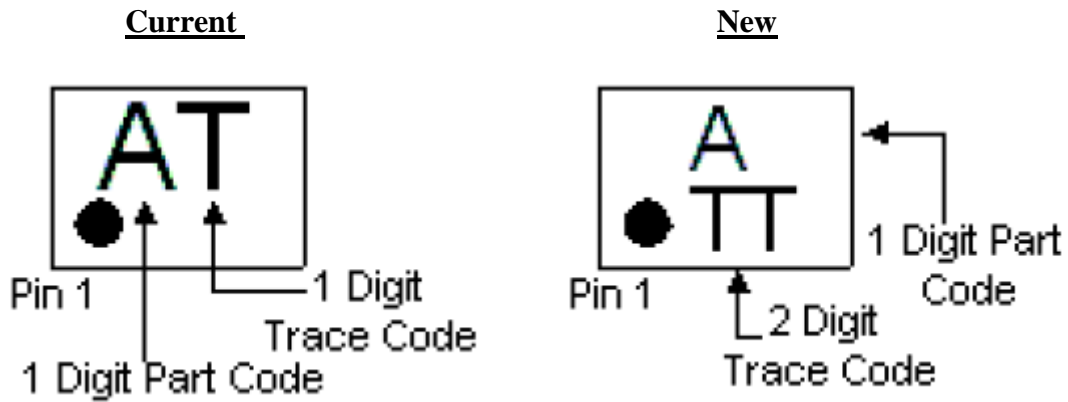 Current
AT
Pin 1
1 Digit
Trace Code
1 Digit Part Code
New
A
TT
Pin 1
1 Digit Part
Code
2 Digit
Trace Code